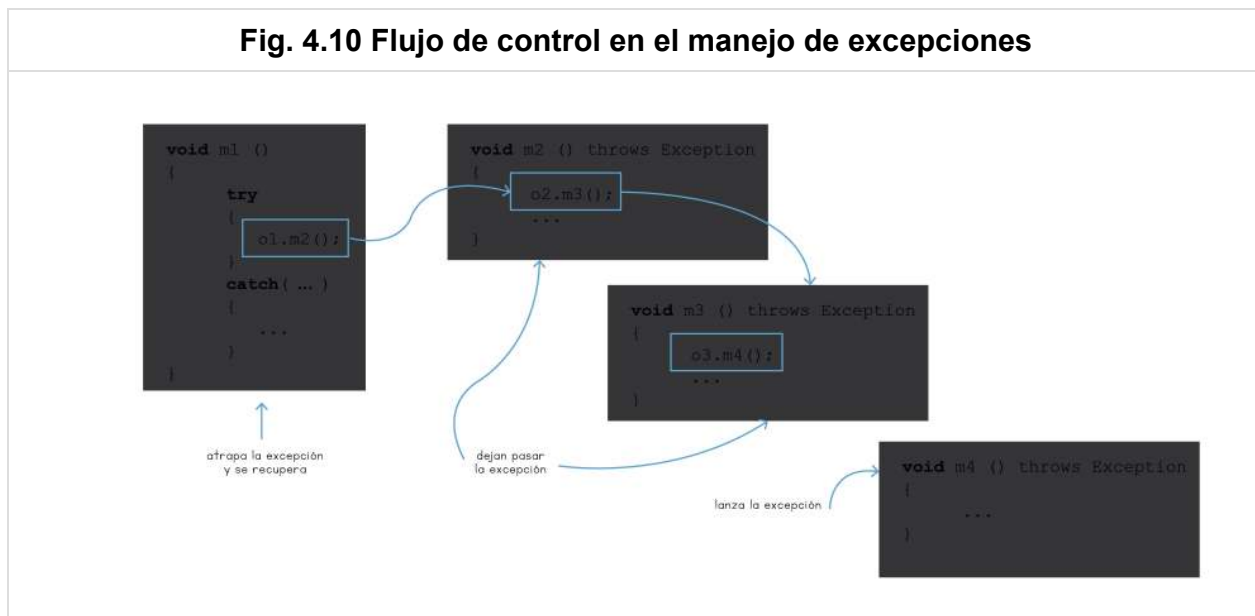 Fig. 4.10 Flujo de control en el manejo de excepciones
void m1 ()
{
try
{
o1.m2();
}
catch( ... )
{
...
}
}
atrapa la excepción
y se recupera
void m2 () throws Exception
{
o2.m3();
...
}
dejan pasar
la excepción
void m3 () throws Exception
{
o3.m4();
...
}
lanza la excepción
void m4 () throws Exception
{
...
}